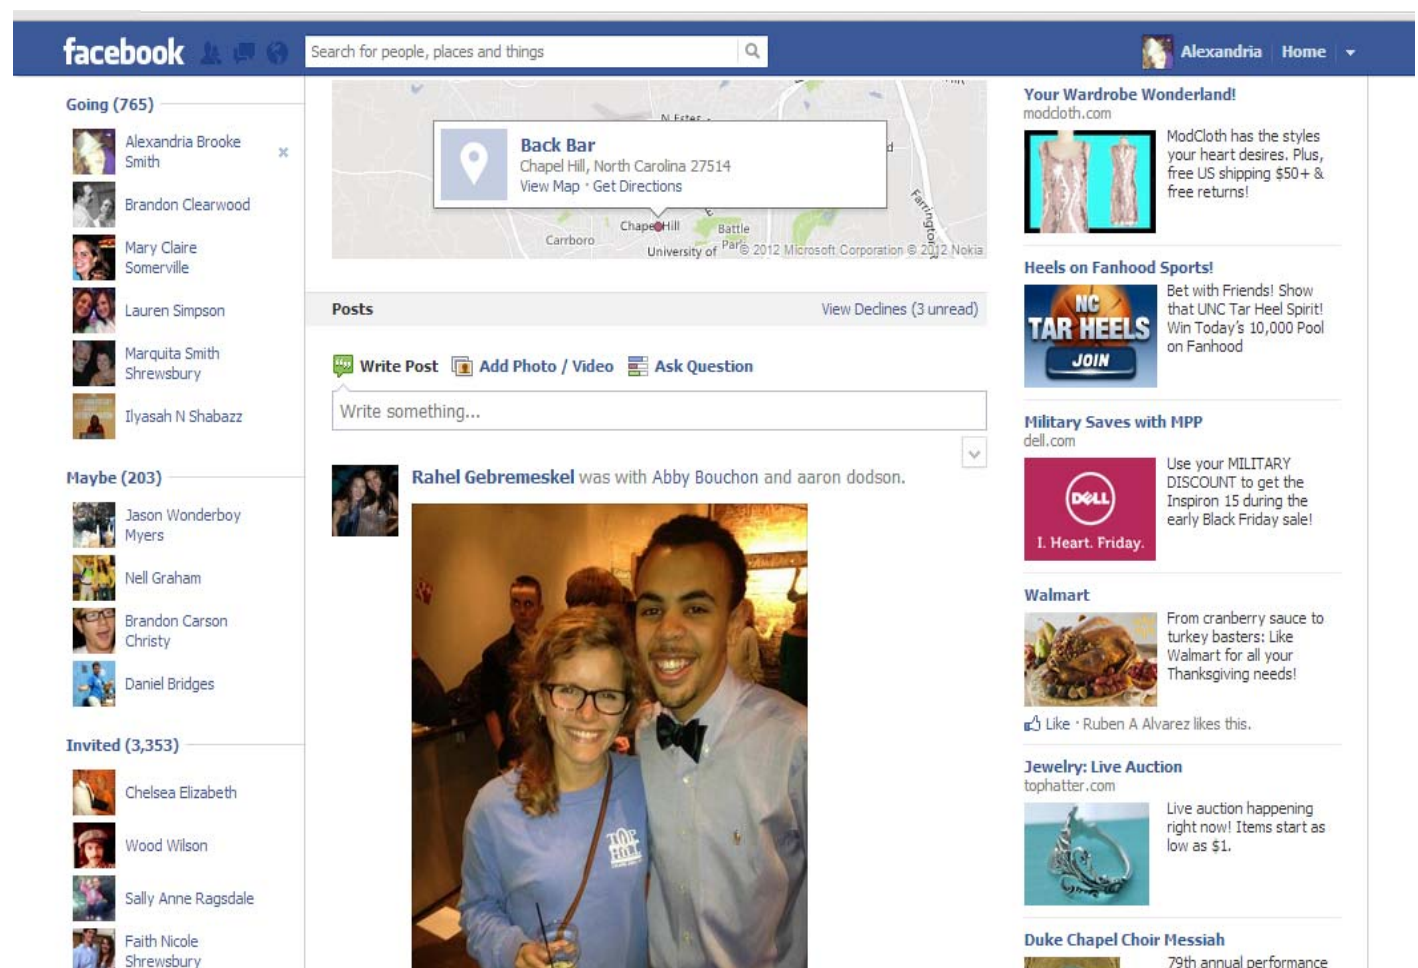 facebook
Search for people, places and things
Alexandria
Home
Going (765)
Alexandria Brooke
Smith
Brandon Clearwood
Mary Claire
Somerville
Lauren Simpson
Marquita Smith
Shrewsbury
Ilyasah N Shabazz
Maybe (203)
Jason Wonderboy
Myers
Nell Graham
Brandon Carson
Christy
Daniel Bridges
Invited (3,353)
Chelsea Elizabeth
Wood Wilson
Sally Anne Ragsdale
Faith Nicole
Shrewsbury
N Estes
Back Bar
Chapel Hill, North Carolina 27514
View Map · Get Directions
Farrington
Chapel Hill
Battle
Park
Carrboro
University of
© 2012 Microsoft Corporation © 2012 Nokia
Posts
View Declines (3 unread)
Write Post
Add Photo / Video
Ask Question
Write something...
Rahel Gebremeskel was with Abby Bouchon and aaron dodson.
TOP
HILL
Your Wardrobe Wonderland!
modcloth.com
ModCloth has the styles
your heart desires. Plus,
free US shipping $50+ &
free returns!
Heels on Fanhood Sports!
NC
TAR HEELS
JOIN
Bet with Friends! Show
that UNC Tar Heel Spirit!
Win Today's 10,000 Pool
on Fanhood
Military Saves with MPP
dell.com
DELL
I. Heart. Friday.
Use your MILITARY
DISCOUNT to get the
Inspiron 15 during the
early Black Friday sale!
Walmart
From cranberry sauce to
turkey basters: Like
Walmart for all your
Thanksgiving needs!
Like · Ruben A Alvarez likes this.
Jewelry: Live Auction
tophatter.com
Live auction happening
right now! Items start as
low as $1.
Duke Chapel Choir Messiah
79th annual performance